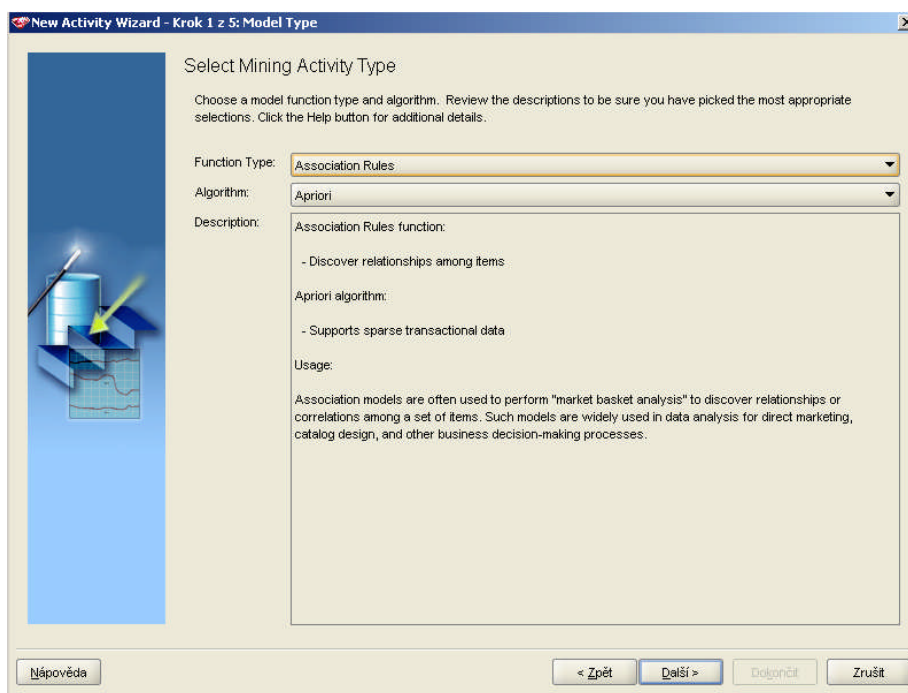 New Activity Wizard - Krok 1 z 5: Model Type
Select Mining Activity Type
Choose a model function type and algorithm. Review the descriptions to be sure you have picked the most appropriate
selections. Click the Help button for additional details.
Function Type: Association Rules
Algorithm: Apriori
Description: Association Rules function:
- Discover relationships among items
Apriori algorithm:
- Supports sparse transactional data
Usage:
Association models are often used to perform "market basket analysis" to discover relationships or
correlations among a set of items. Such models are widely used in data analysis for direct marketing,
catalog design, and other business decision-making processes.
Nápověda < Zpět Další > Dokončit Zrušit